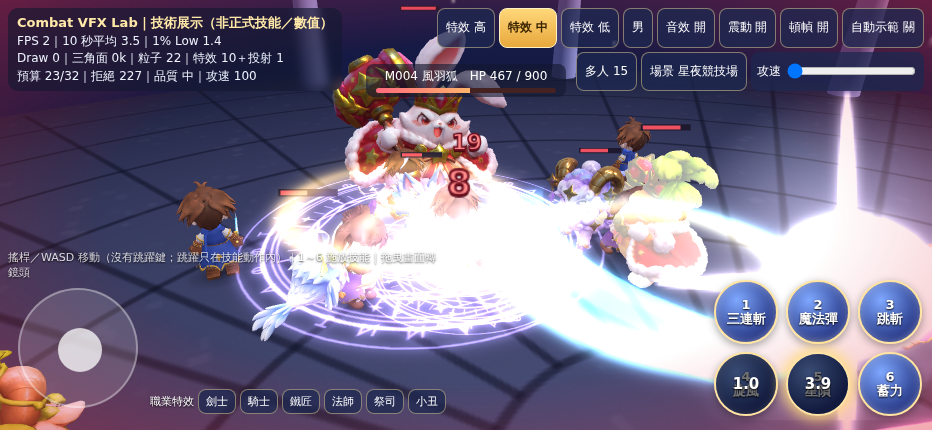 Combat VFX Lab｜技術展示（非正式技能／數值）
FPS 2｜10 秒平均 3.5｜1% Low 1.4
Draw 0｜三角面 0k｜粒子 22｜特效 10＋投射 1
預算 23/32｜拒絕 227｜品質 中｜攻速 100
特效 高
特效 中
特效 低
男
音效 開
震動 開
頓幀 開
自動示範 關
多人 15
場景 星夜競技場
攻速
M004 風羽狐 HP 467 / 900
19
8
搖桿／WASD 移動（沒有跳躍鍵；跳躍只在技能動作內）｜1～6 施放技能｜拖曳畫面轉
鏡頭
1
三連斬
2
魔法彈
3
跳斬
1.0
旋風
3.9
6
蓄力
職業特效
劍士
騎士
鐵匠
法師
祭司
小丑